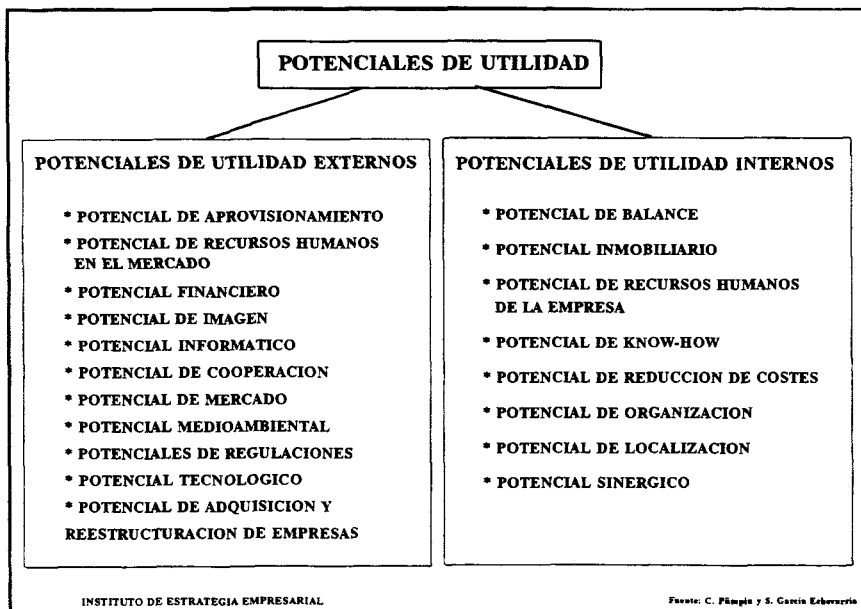 POTENCIALES DE UTILIDAD
POTENCIALES DE UTILIDAD EXTERNOS
* POTENCIAL DE APROVISIONAMIENTO
* POTENCIAL DE RECURSOS HUMANOS
EN EL MERCADO
* POTENCIAL FINANCIERO
* POTENCIAL DE IMAGEN
* POTENCIAL INFORMATICO
* POTENCIAL DE COOPERACION
* POTENCIAL DE MERCADO
* POTENCIAL MEDIOAMBIENTAL
* POTENCIALES DE REGULACIONES
* POTENCIAL TECNOLOGICO
* POTENCIAL DE ADQUISICION Y
REESTRUCTURACION DE EMPRESAS
POTENCIALES DE UTILIDAD INTERNOS
* POTENCIAL DE BALANCE
* POTENCIAL INMOBILIARIO
* POTENCIAL DE RECURSOS HUMANOS
DE LA EMPRESA
* POTENCIAL DE KNOW-HOW
* POTENCIAL DE REDUCCION DE COSTES
* POTENCIAL DE ORGANIZACION
* POTENCIAL DE LOCALIZACION
* POTENCIAL SINERGICO
INSTITUTO DE ESTRATEGIA EMPRESARIAL
Fuente: C. Pümpin y S. García Echevarría